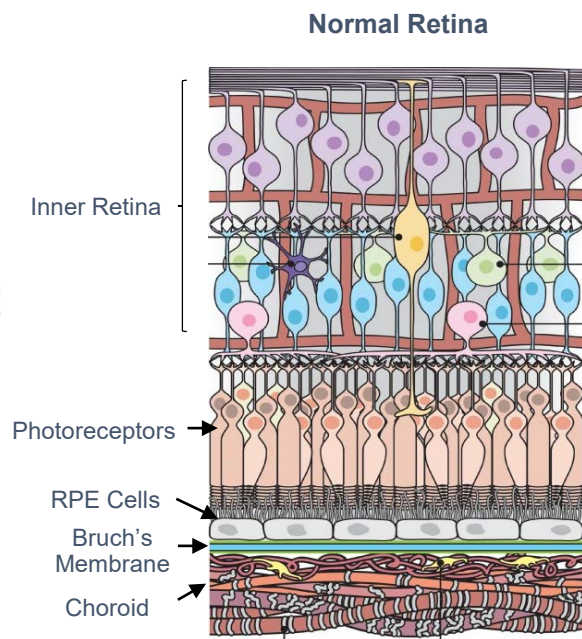 Normal Retina
Inner Retina
Photoreceptors
RPE Cells
Bruch's
Membrane
Choroid